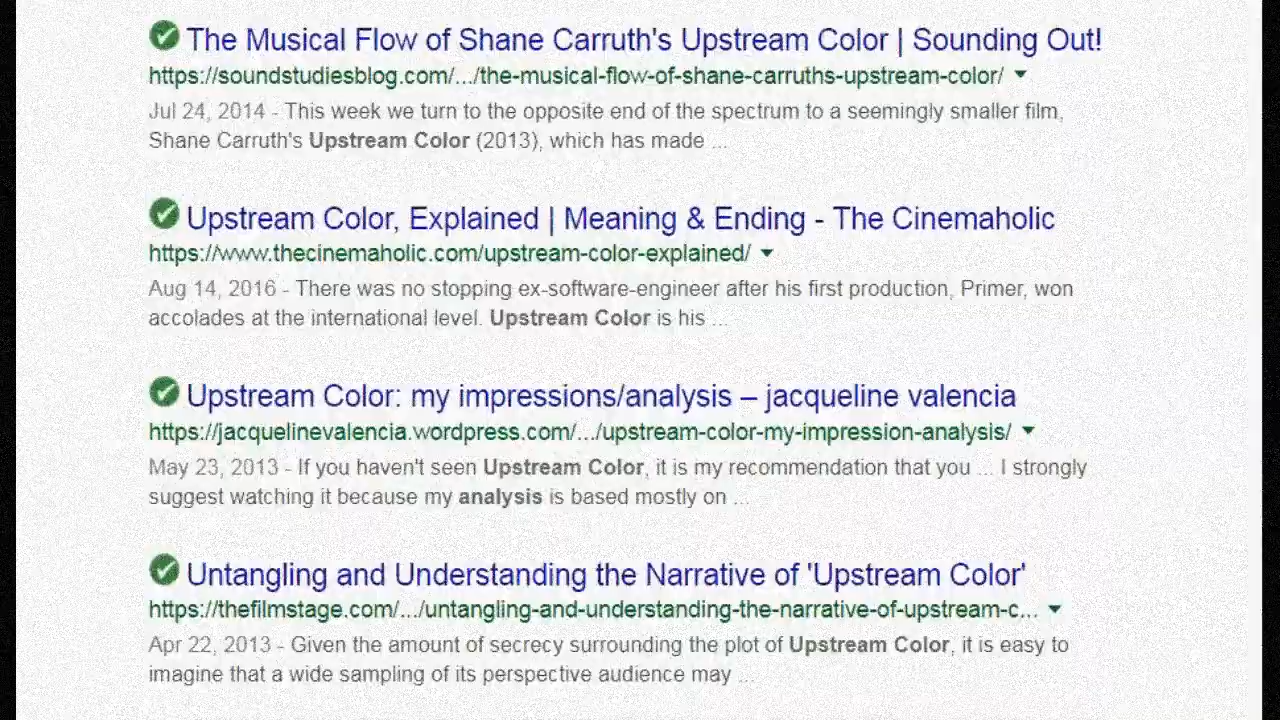 The Musical Flow of Shane Carruth's Upstream Color | Sounding Out!
https://soundstudiesblog.com/.../the-musical-flow-of-shane-carruths-upstream-color/
Jul 24, 2014 - This week we turn to the opposite end of the spectrum to a seemingly smaller film,
Shane Carruth's Upstream Color (2013), which has made ...
Upstream Color, Explained | Meaning & Ending - The Cinemaholic
https://www.thecinemaholic.com/upstream-color-explained/
Aug 14, 2016 - There was no stopping ex-software-engineer after his first production, Primer, won
accolades at the international level. Upstream Color is his ...
Upstream Color: my impressions/analysis – jacqueline valencia
https://jacquelinevalencia.wordpress.com/.../upstream-color-my-impression-analysis/
May 23, 2013 - If you haven't seen Upstream Color, it is my recommendation that you ... I strongly
suggest watching it because my analysis is based mostly on ...
Untangling and Understanding the Narrative of 'Upstream Color'
https://thefilmstage.com/.../untangling-and-understanding-the-narrative-of-upstream-c...
Apr 22, 2013 - Given the amount of secrecy surrounding the plot of Upstream Color, it is easy to
imagine that a wide sampling of its perspective audience may ...